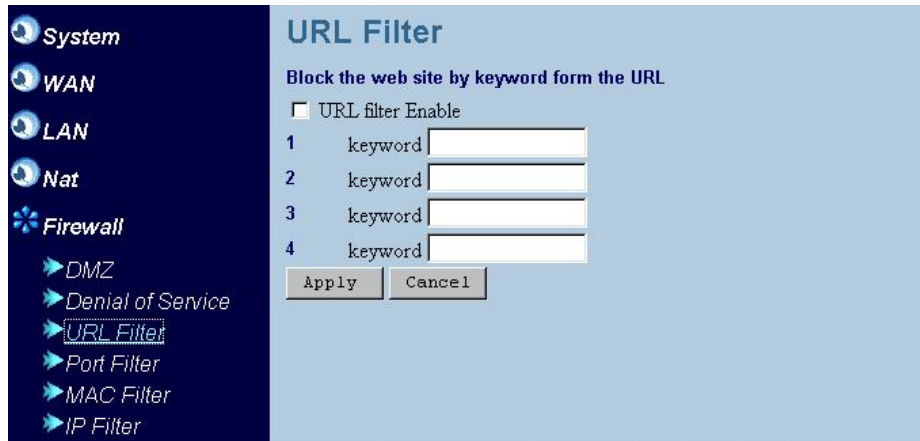 System
WAN
LAN
Nat
Firewall
DMZ
Denial of Service
URL Filter
Port Filter
MAC Filter
IP Filter
URL Filter
Block the web site by keyword form the URL
URL filter Enable
1 keyword
2 keyword
3 keyword
4 keyword
Apply Cancel